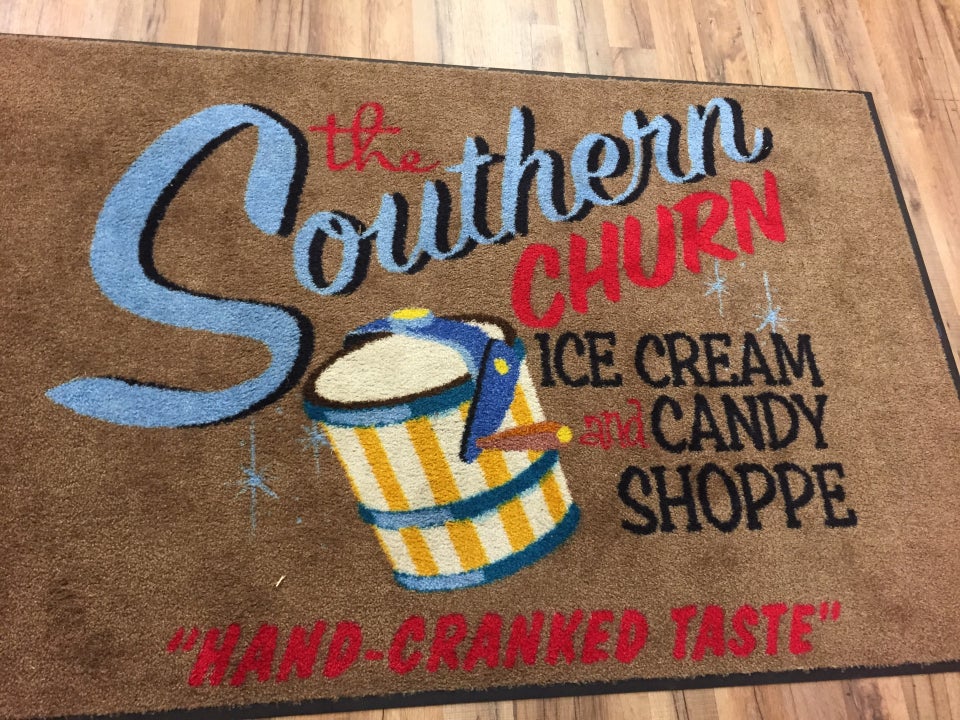 the
Southern
CHURN
ICE CREAM
and CANDY
SHOPPE
"HAND-CRANKED TASTE"